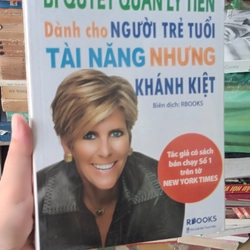 BÍ QUYẾT QUẢN LÝ TIỀN
Dành cho NGƯỜI TRẺ TUỔI
TÀI NĂNG NHƯNG
KHÁNH KIỆT
Biên dịch: RBOOKS
Tác giả có sách
bán chạy Số 1
trên tờ
NEW YORK TIMES
RBOOKS